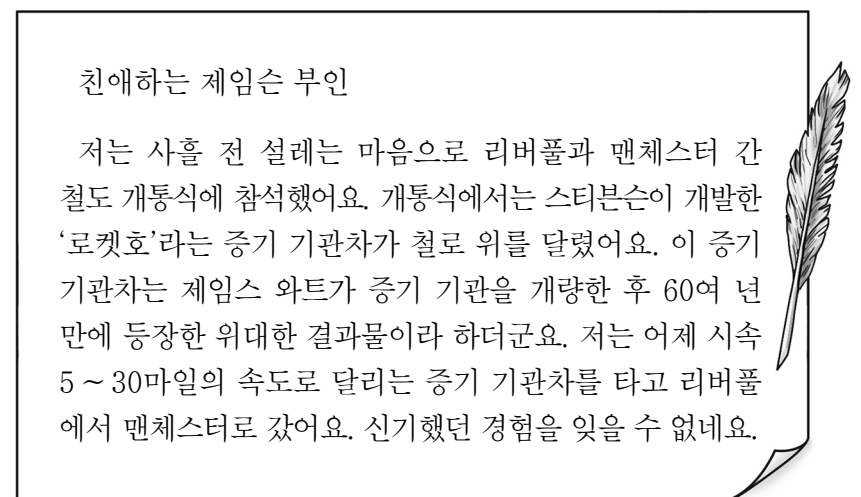 친애하는 제임슨 부인
저는 사흘 전 설레는 마음으로 리버풀과 맨체스터 간
철도 개통식에 참석했어요. 개통식에서는 스티븐슨이 개발한
‘로켓호’라는 증기 기관차가 철로 위를 달렸어요. 이 증기
기관차는 제임스 와트가 증기 기관을 개량한 후 60여 년
만에 등장한 위대한 결과물이라 하더군요. 저는 어제 시속
5 ~ 30마일의 속도로 달리는 증기 기관차를 타고 리버풀
에서 맨체스터로 갔어요. 신기했던 경험을 잊을 수 없네요.